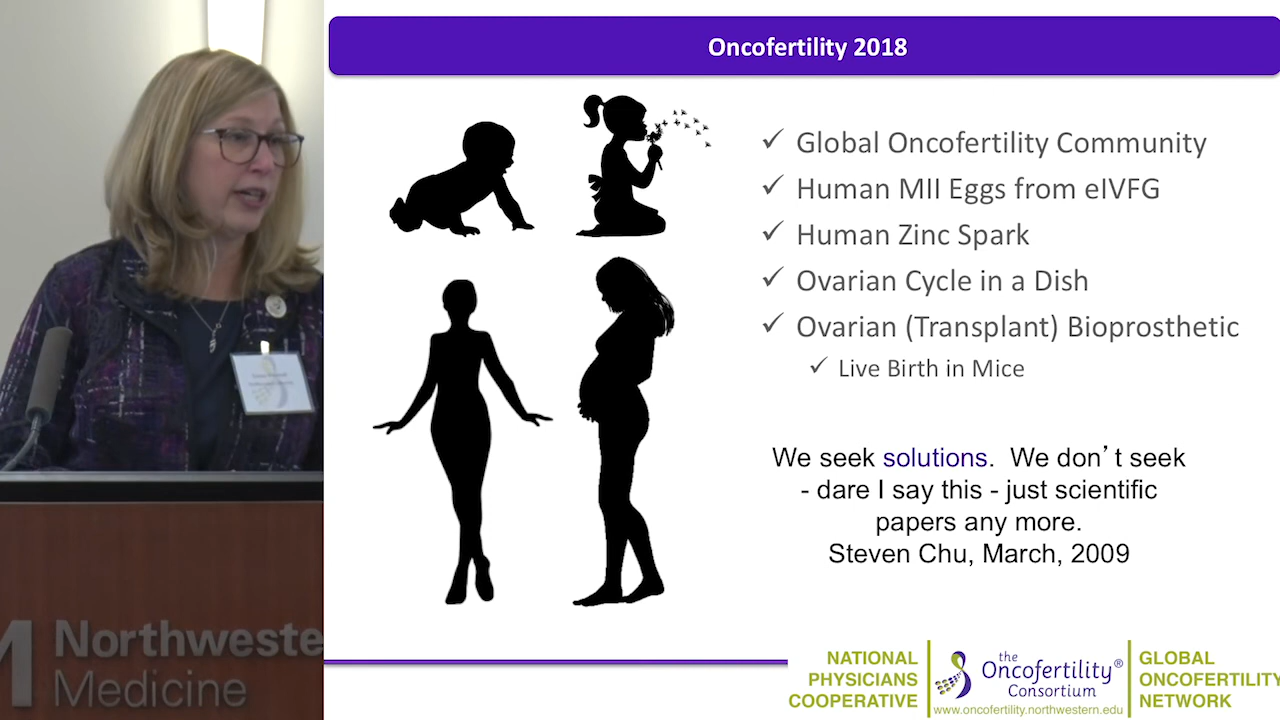 Oncofertility 2018
✓ Global Oncofertility Community
✓ Human MII Eggs from eIVFG
✓ Human Zinc Spark
✓ Ovarian Cycle in a Dish
✓ Ovarian (Transplant) Bioprosthetic
✓ Live Birth in Mice
We seek solutions. We don’t seek
- dare I say this - just scientific
papers any more.
Steven Chu, March, 2009
Northweste
Medicine
NATIONAL
PHYSICIANS
COOPERATIVE
the
Oncofertility®
Consortium
www.oncofertility.northwestern.edu
GLOBAL
ONCOFERTILITY
NETWORK